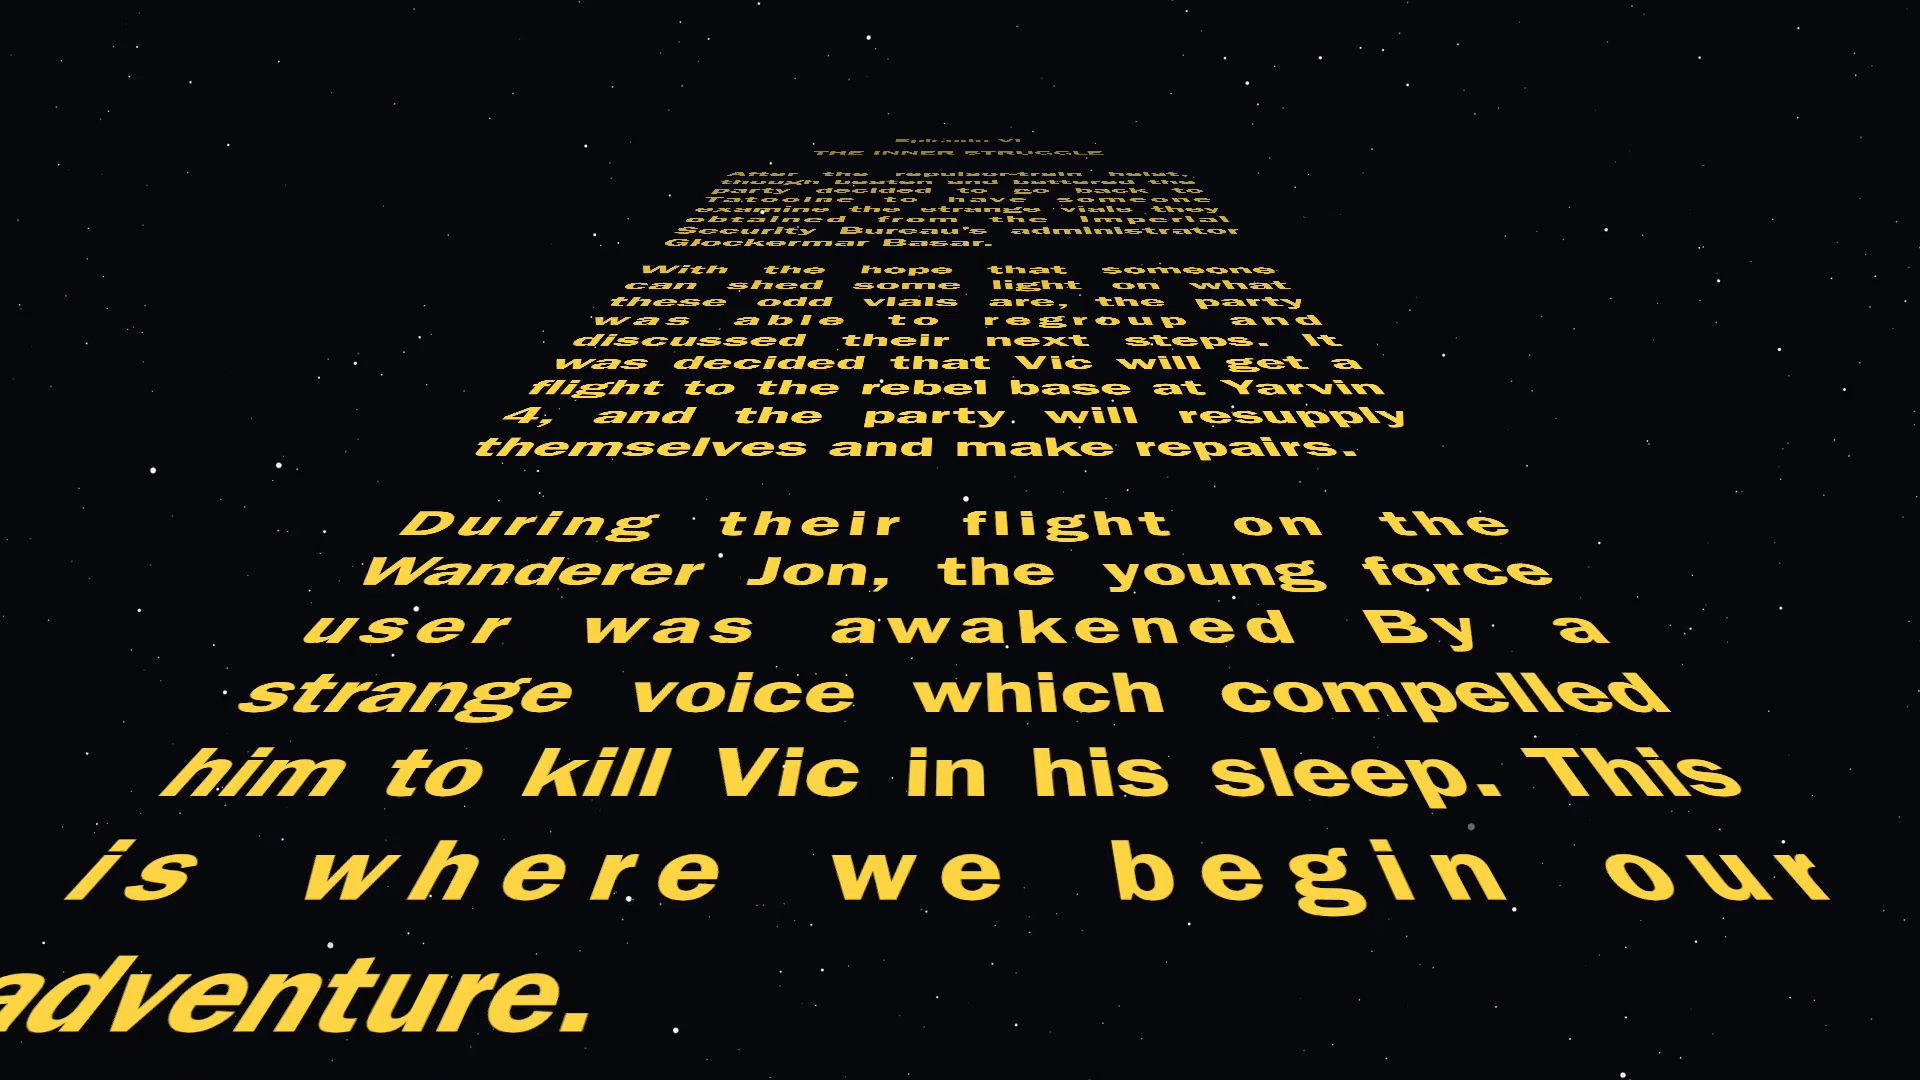 Episode VI
THE INNER STRUGGLE
After the repulsor-train heist,
though beaten and battered the
party decided to go back to
Tatooine to have someone
examine the strange vials they
obtained from the Imperial
Security Bureau's administrator
Glockermar Basar.
With the hope that someone
can shed some light on what
these odd vials are, the party
was able to regroup and
discussed their next steps. It
was decided that Vic will get a
flight to the rebel base at Yarvin
4, and the party will resupply
themselves and make repairs.
During their flight on the
Wanderer Jon, the young force
user was awakened By a
strange voice which compelled
him to kill Vic in his sleep. This
is where we begin our
adventure.